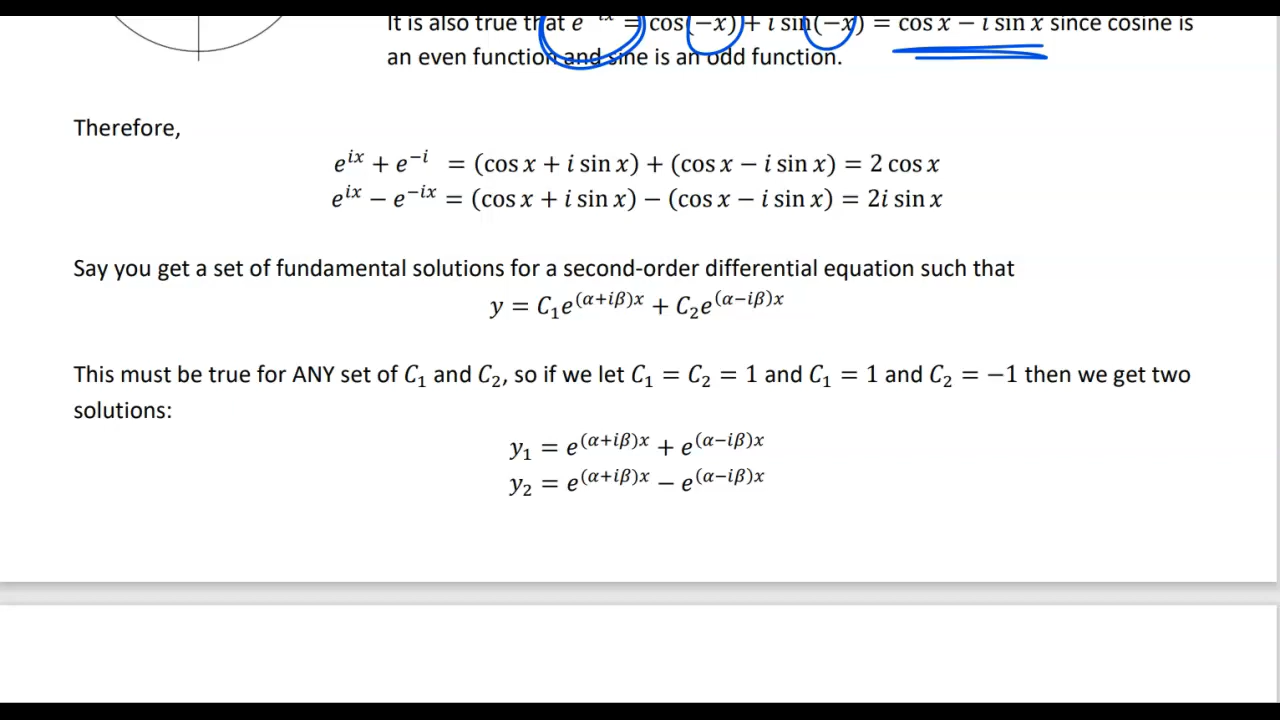 It is also true that e^{-ix} = cos(−x) + i sin(−x) = cos x − i sin x since cosine is
an even function and sine is an odd function.
Therefore,
e^{ix} + e^{−i} = (cos x + i sin x) + (cos x − i sin x) = 2 cos x
e^{ix} − e^{−ix} = (cos x + i sin x) − (cos x − i sin x) = 2i sin x
Say you get a set of fundamental solutions for a second-order differential equation such that
y = C₁e^{(α+iβ)x} + C₂e^{(α−iβ)x}
This must be true for ANY set of C₁ and C₂, so if we let C₁ = C₂ = 1 and C₁ = 1 and C₂ = −1 then we get two
solutions:
y₁ = e^{(α+iβ)x} + e^{(α−iβ)x}
y₂ = e^{(α+iβ)x} − e^{(α−iβ)x}